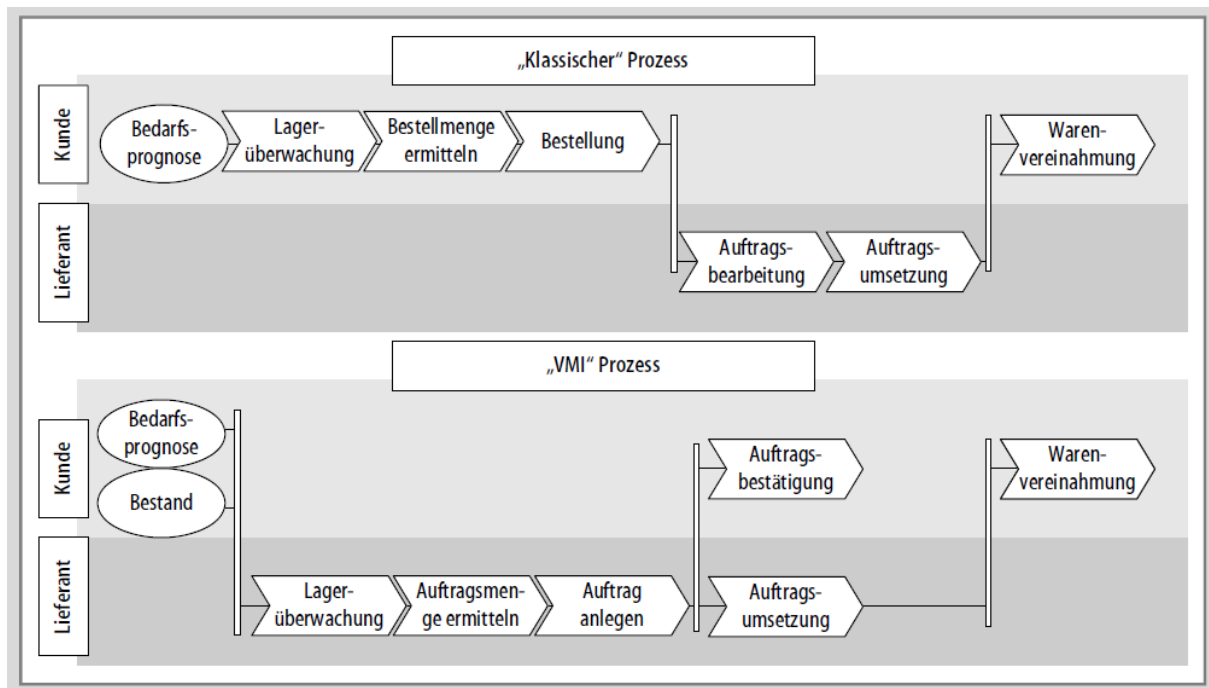 „Klassischer“ Prozess
Kunde
Bedarfs-
prognose
Lager-
überwachung
Bestellmenge
ermitteln
Bestellung
Waren-
vereinahmung
Lieferant
Auftrags-
bearbeitung
Auftrags-
umsetzung
„VMI“ Prozess
Kunde
Bedarfs-
prognose
Bestand
Auftrags-
bestätigung
Waren-
vereinahmung
Lieferant
Lager-
überwachung
Auftragsmen-
ge ermitteln
Auftrag
anlegen
Auftrags-
umsetzung